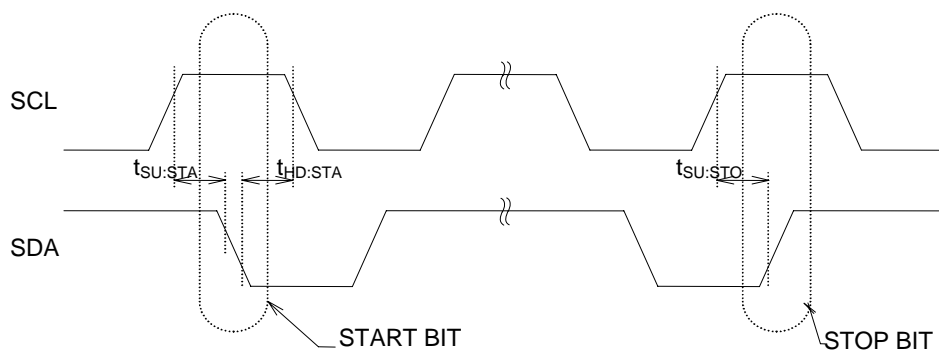 SCL
tSU:STA
tHD:STA
tSU:STO
SDA
START BIT
STOP BIT